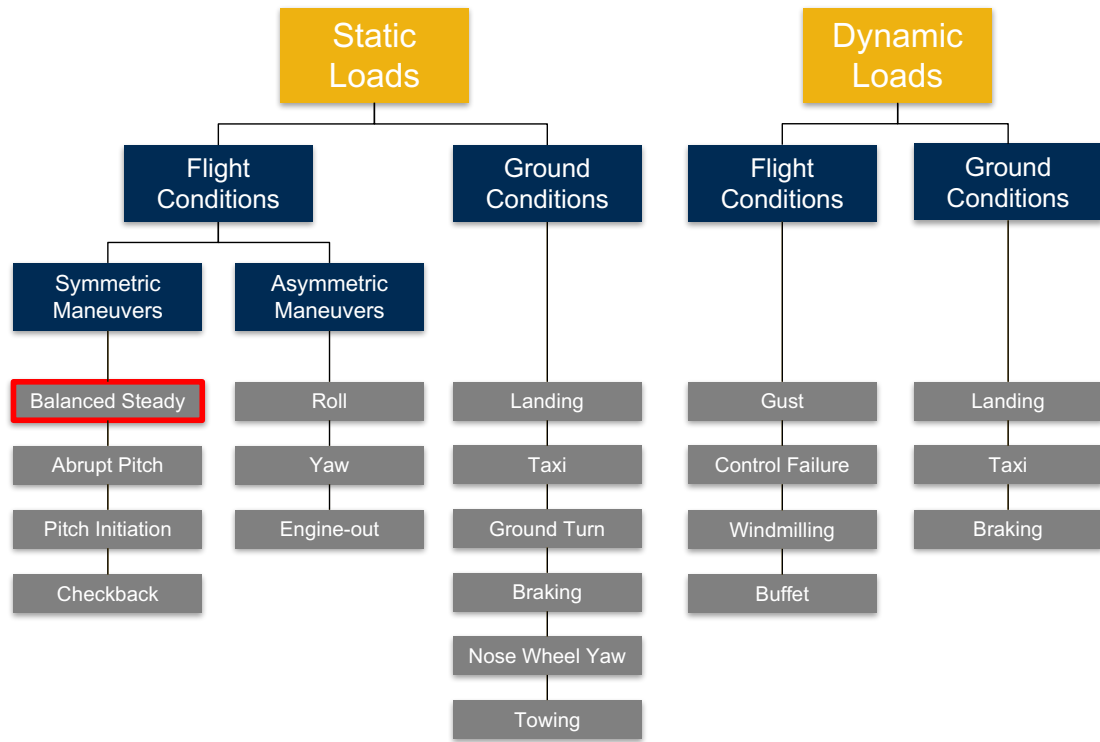 Static
Loads
Dynamic
Loads
Flight
Conditions
Ground
Conditions
Flight
Conditions
Ground
Conditions
Symmetric
Maneuvers
Asymmetric
Maneuvers
Balanced Steady
Roll
Landing
Gust
Landing
Abrupt Pitch
Yaw
Taxi
Control Failure
Taxi
Pitch Initiation
Engine-out
Ground Turn
Windmilling
Braking
Checkback
Braking
Buffet
Nose Wheel Yaw
Towing